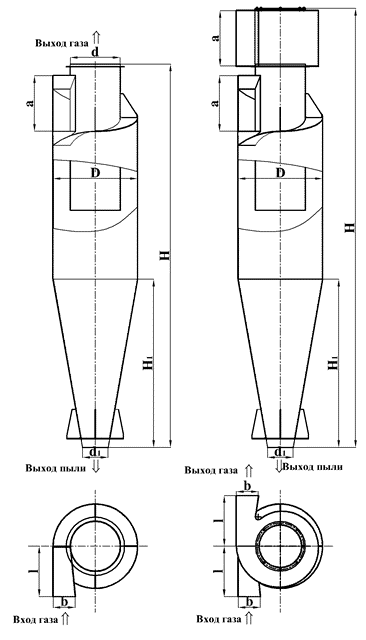 Выход газа
d
a
D
H
H₁
d₁
Выход пыли
l
b
Вход газа
a
a
D
H
H₁
d₁
Выход газа
Выход пыли
b
l
l
b
Вход газа